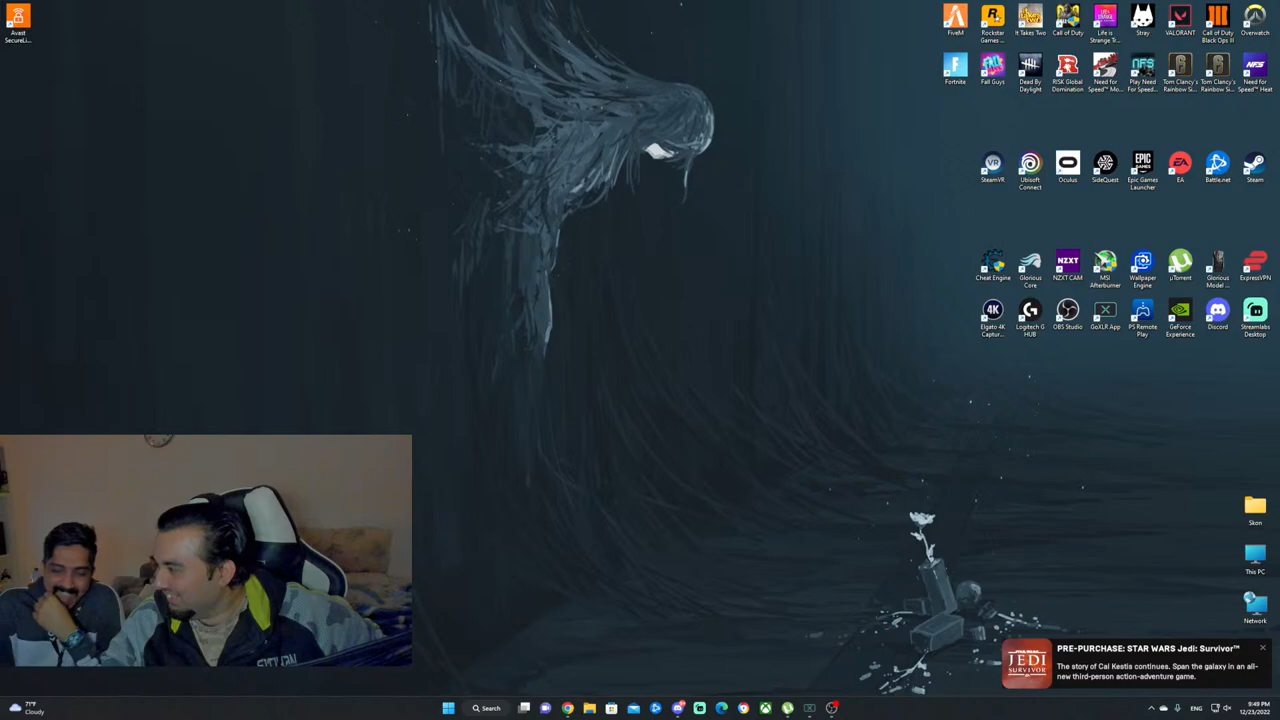 Avast
SecureLi...
FiveM
Rockstar
Games ...
It Takes Two
Call of Duty
Life is
Strange Tr...
Stray
VALORANT
Call of Duty
Black Ops III
Overwatch
Fortnite
Fall Guys
Dead By
Daylight
RISK Global
Domination
Need for
Speed™ Mo...
Play Need
For Speed...
Tom Clancy's
Rainbow Si...
Tom Clancy's
Rainbow Si...
Need for
Speed™ Heat
SteamVR
Ubisoft
Connect
Oculus
SideQuest
Epic Games
Launcher
EA
Battle.net
Steam
Cheat Engine
Glorious
Core
NZXT CAM
MSI
Afterburner
Wallpaper
Engine
µTorrent
Glorious
Model ...
ExpressVPN
Elgato 4K
Captur...
Logitech G
HUB
OBS Studio
GoXLR App
PS Remote
Play
GeForce
Experience
Discord
Streamlabs
Desktop
Skon
This PC
Network
JEDI
SURVIVOR
PRE-PURCHASE: STAR WARS Jedi: Survivor™
The story of Cal Kestis continues. Span the galaxy in an all-
new third-person action-adventure game.
71°F
Cloudy
Search
ENG
9:49 PM
12/23/2022